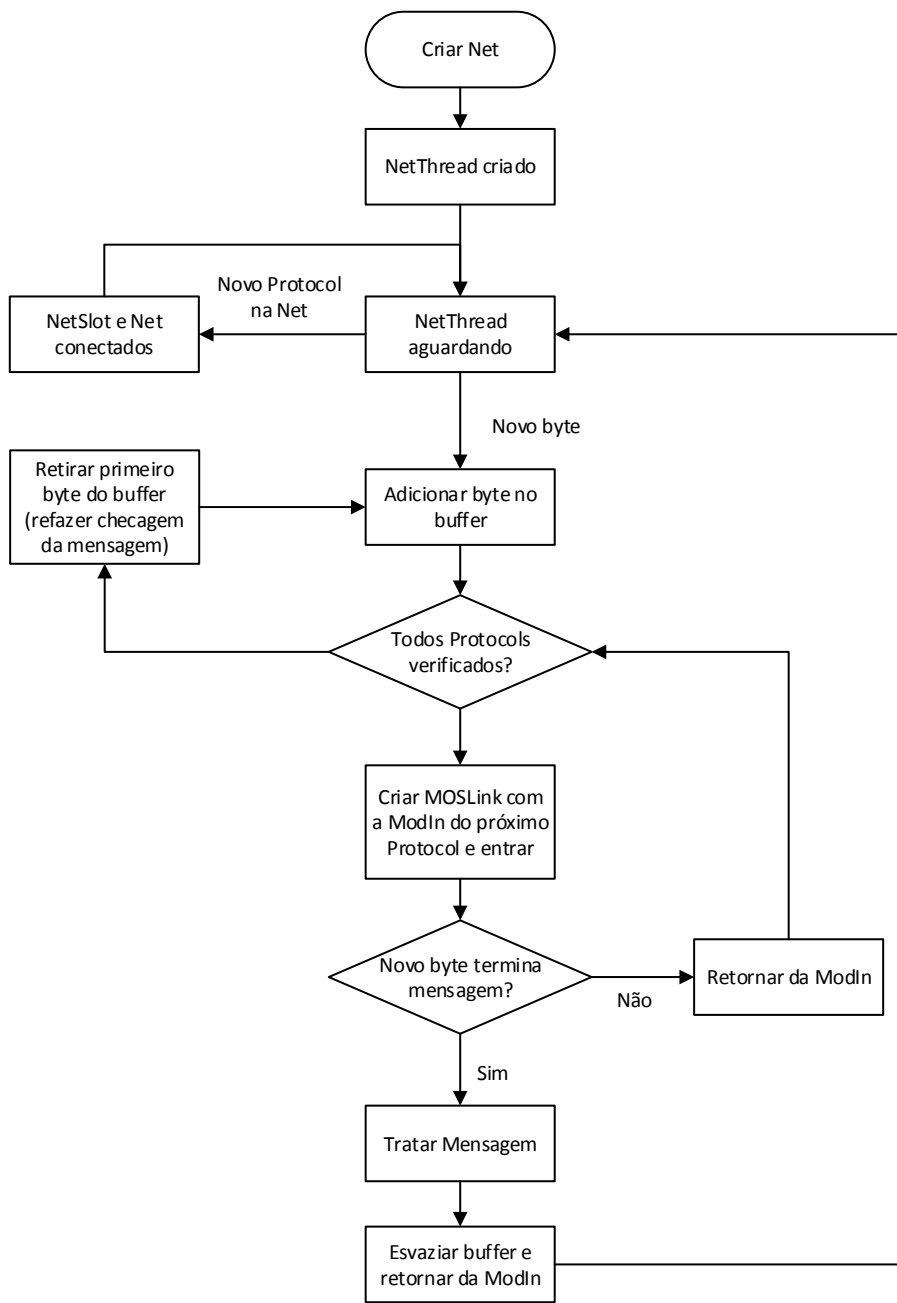 Criar Net
NetThread criado
Novo Protocol
na Net
NetSlot e Net
conectados
NetThread
aguardando
Novo byte
Retirar primeiro
byte do buffer
(refazer checagem
da mensagem)
Adicionar byte no
buffer
Todos Protocols
verificados?
Criar MOSLink com
a ModIn do próximo
Protocol e entrar
Novo byte termina
mensagem?
Não
Retornar da ModIn
Sim
Tratar Mensagem
Esvaziar buffer e
retornar da ModIn